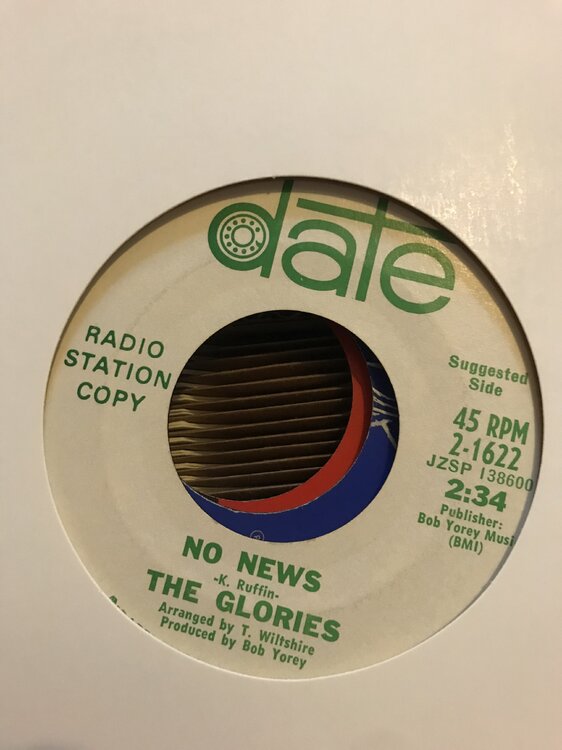 date
RADIO
STATION
COPY
Suggested
Side
45 RPM
2-1622
JZSP 138600
2:34
Publisher:
Bob Yorey Musi
(BMI)
NO NEWS
-K. Ruffin-
THE GLORIES
Arranged by T. Wiltshire
Produced by Bob Yorey